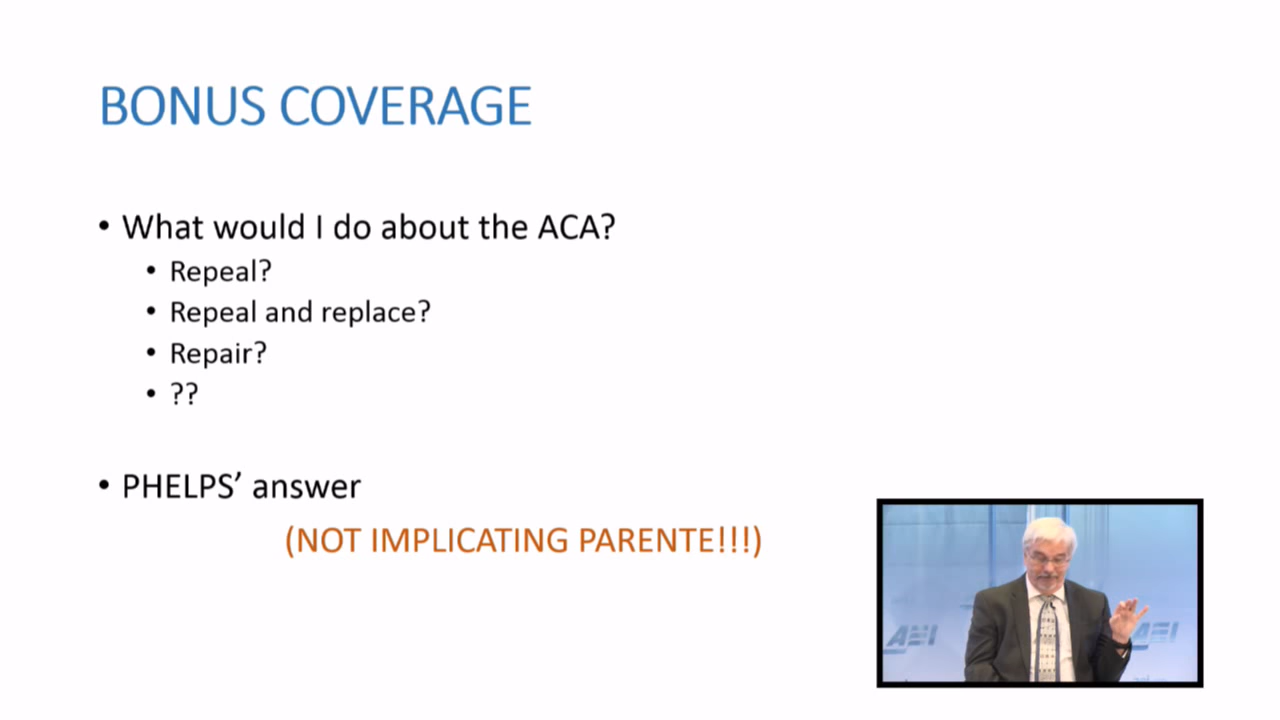 BONUS COVERAGE
• What would I do about the ACA?
• Repeal?
• Repeal and replace?
• Repair?
• ??
• PHELPS’ answer
(NOT IMPLICATING PARENTE!!!)
AEI
AEI